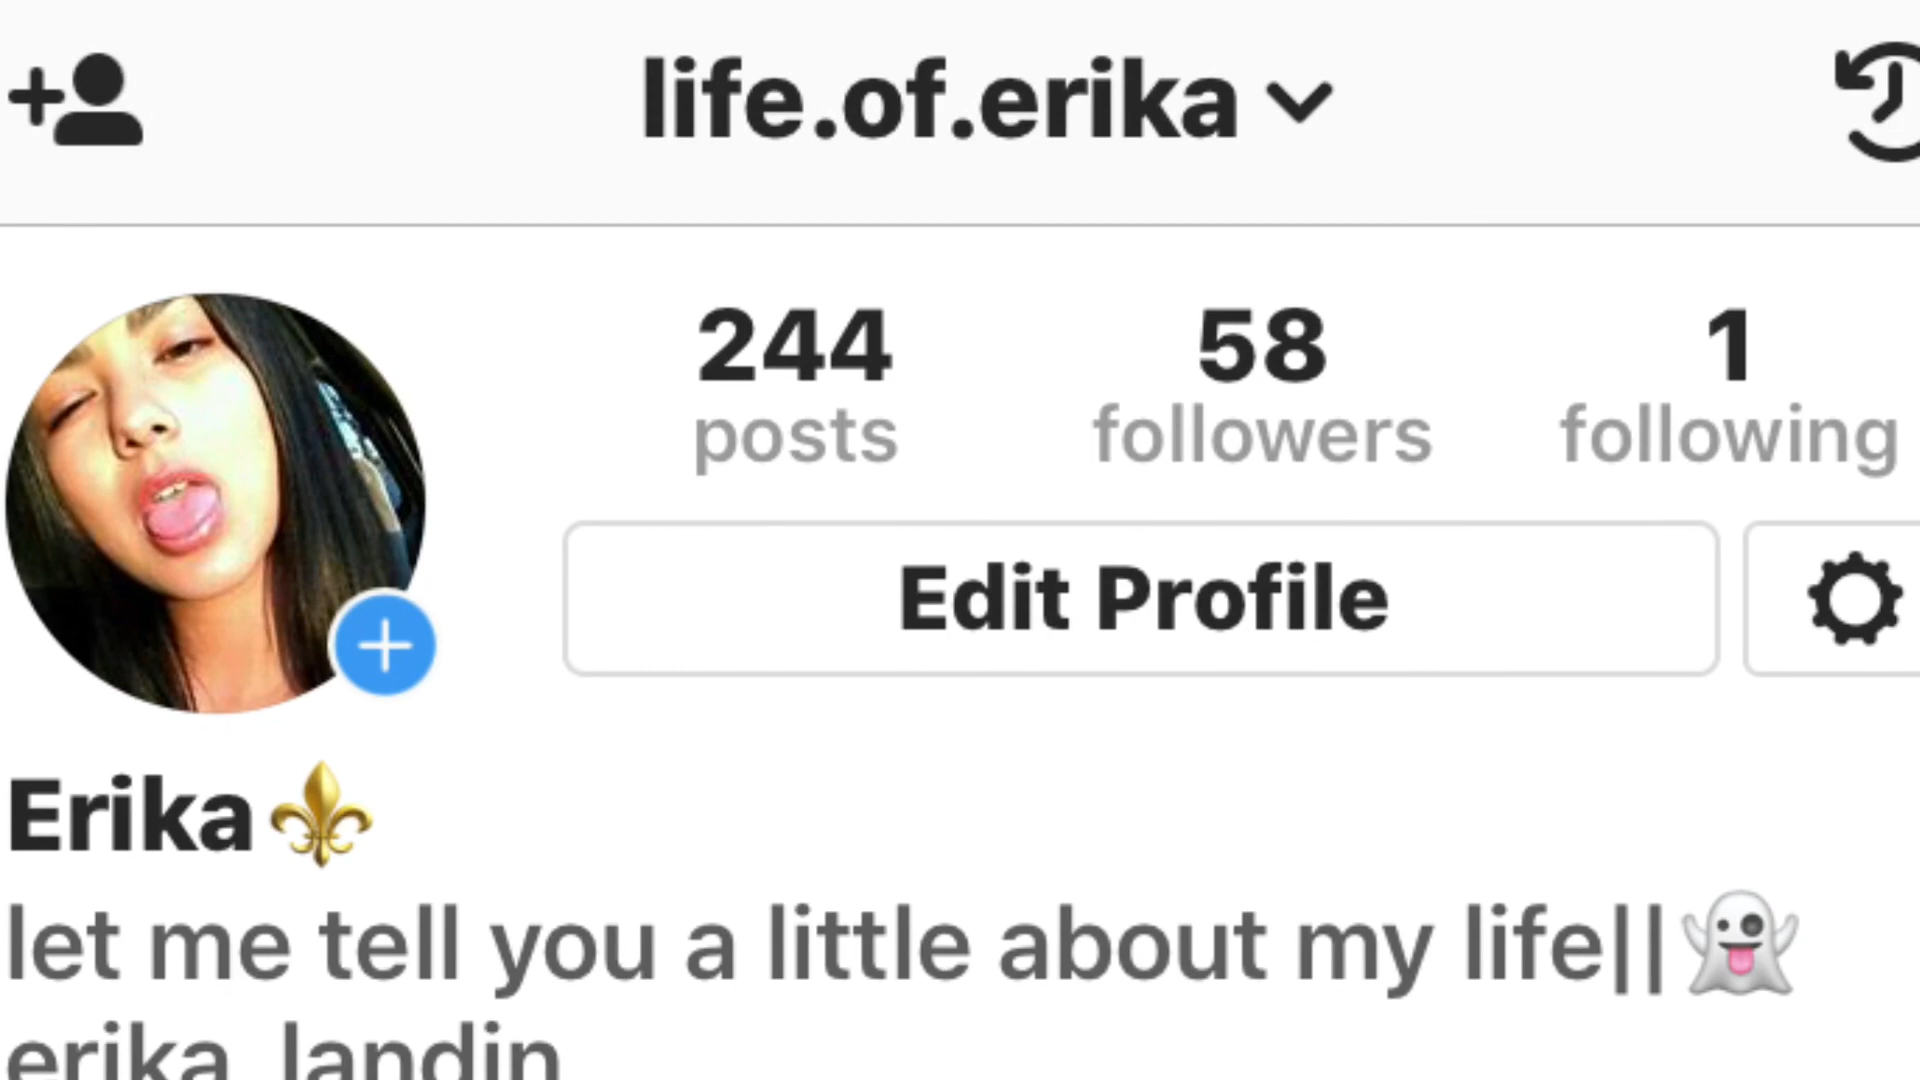 life.of.erika
244 58 1
posts followers following
Edit Profile
Erika⚜️
let me tell you a little about my life||👻
erika_landin